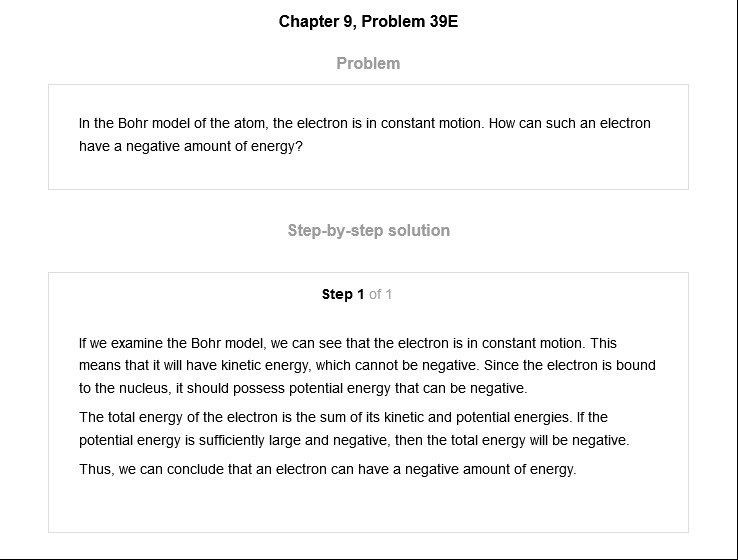 Chapter 9, Problem 39E
Problem
In the Bohr model of the atom, the electron is in constant motion. How can such an electron
have a negative amount of energy?
Step-by-step solution
Step 1 of 1
If we examine the Bohr model, we can see that the electron is in constant motion. This
means that it will have kinetic energy, which cannot be negative. Since the electron is bound
to the nucleus, it should possess potential energy that can be negative.
The total energy of the electron is the sum of its kinetic and potential energies. If the
potential energy is sufficiently large and negative, then the total energy will be negative.
Thus, we can conclude that an electron can have a negative amount of energy.